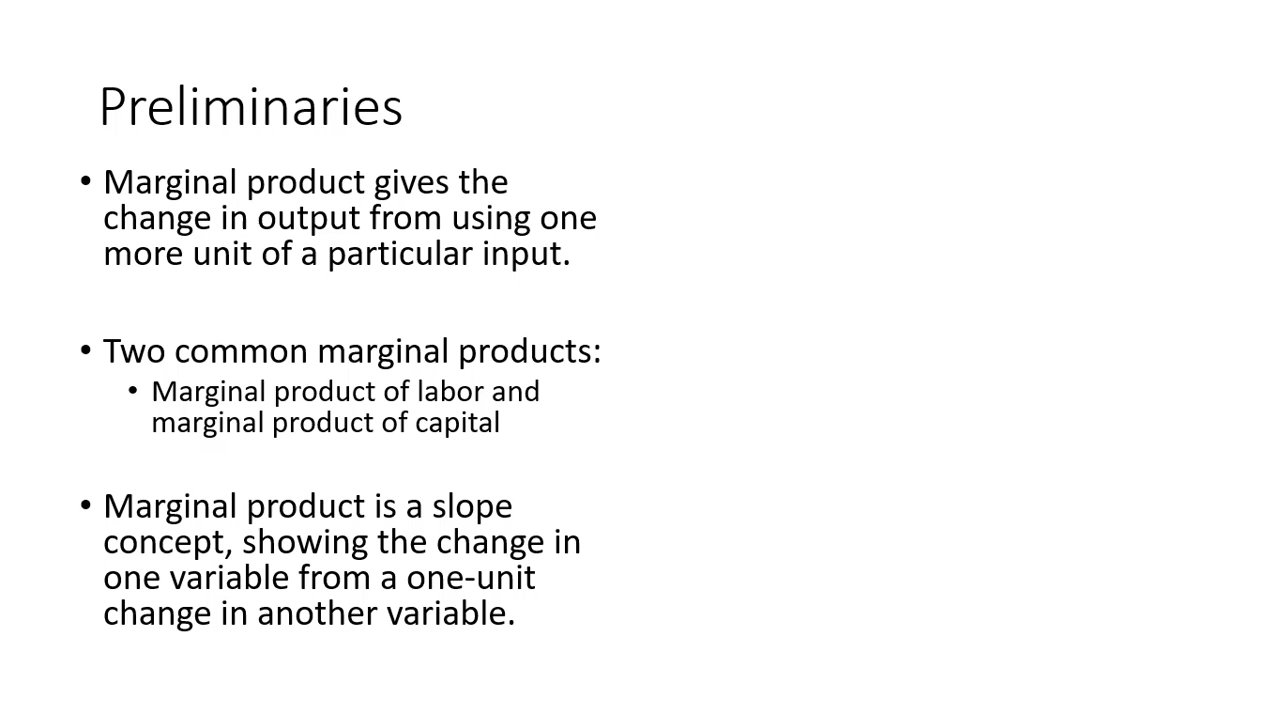 Preliminaries
• Marginal product gives the
change in output from using one
more unit of a particular input.
• Two common marginal products:
• Marginal product of labor and
marginal product of capital
• Marginal product is a slope
concept, showing the change in
one variable from a one-unit
change in another variable.